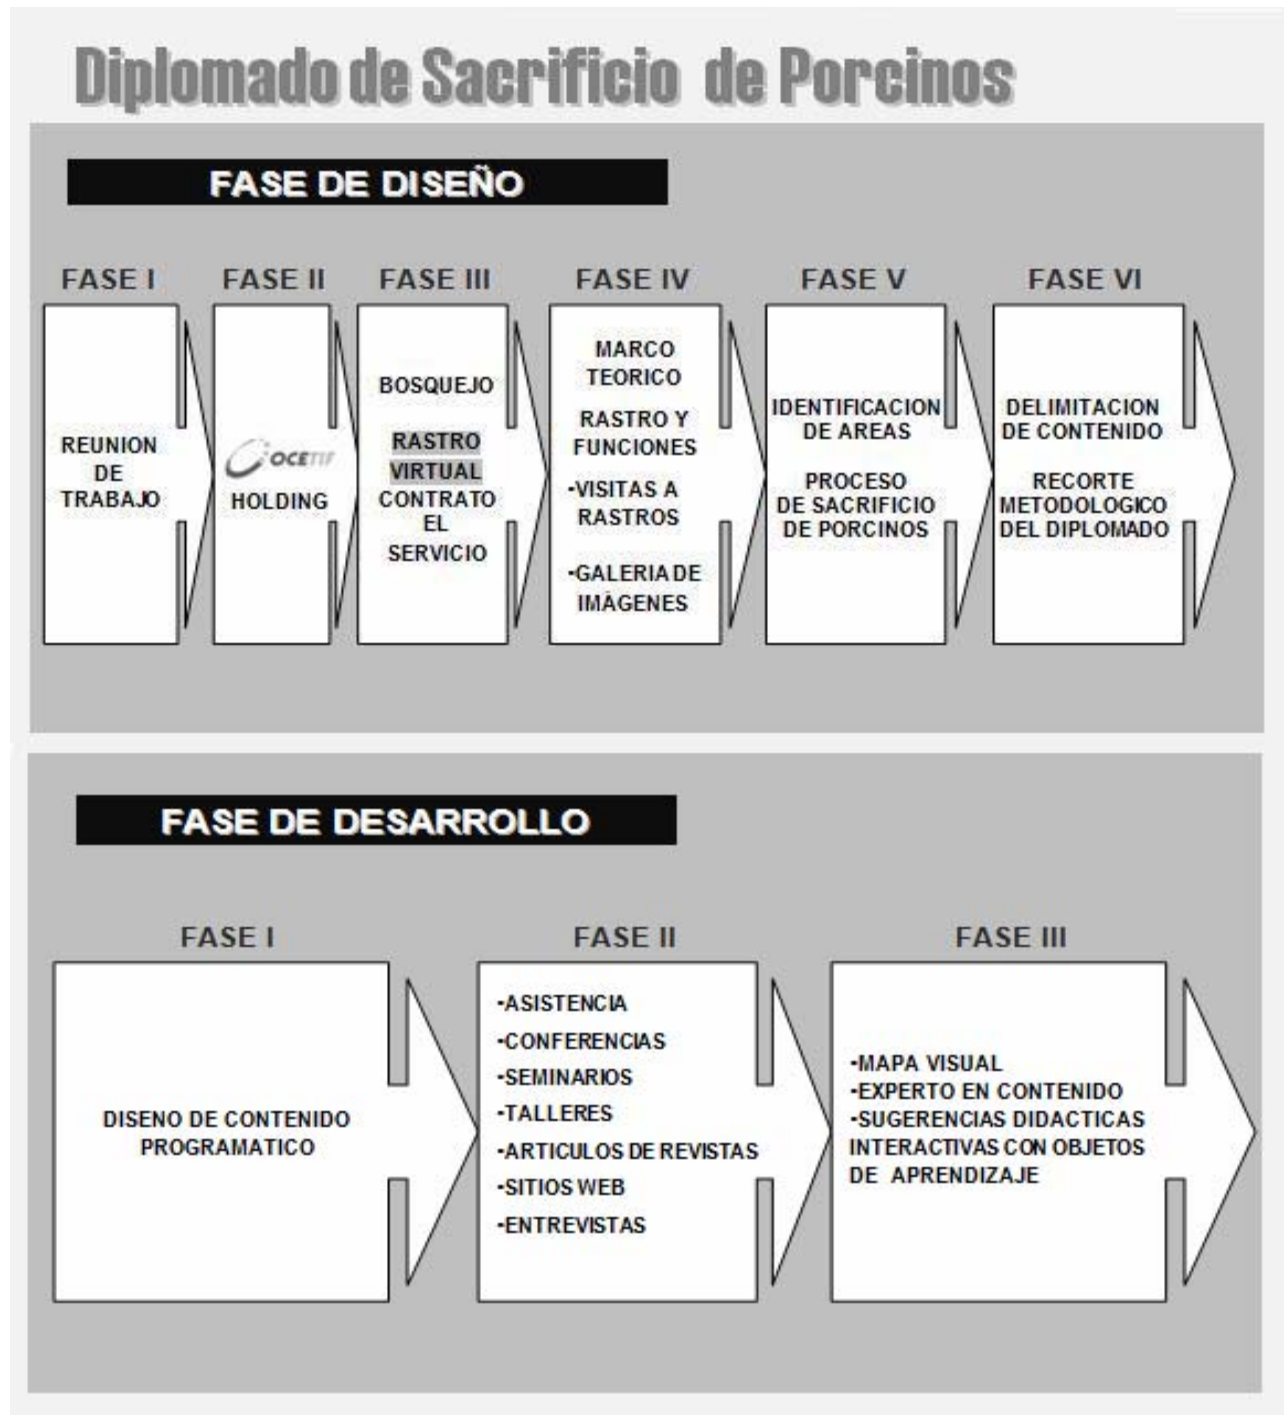 Diplomado de Sacrificio de Porcinos
FASE DE DISEÑO
FASE I
REUNION
DE
TRABAJO
FASE II
OCETIF
HOLDING
FASE III
BOSQUEJO
RASTRO
VIRTUAL
CONTRATO
EL
SERVICIO
FASE IV
MARCO
TEORICO
RASTRO Y
FUNCIONES
-VISITAS A
RASTROS
-GALERIA DE
IMÁGENES
FASE V
IDENTIFICACION
DE AREAS
PROCESO
DE SACRIFICIO
DE PORCINOS
FASE VI
DELIMITACION
DE CONTENIDO
RECORTE
METODOLOGICO
DEL DIPLOMADO
FASE DE DESARROLLO
FASE I
DISENO DE CONTENIDO
PROGRAMATICO
FASE II
-ASISTENCIA
-CONFERENCIAS
-SEMINARIOS
-TALLERES
-ARTICULOS DE REVISTAS
-SITIOS WEB
-ENTREVISTAS
FASE III
-MAPA VISUAL
-EXPERTO EN CONTENIDO
-SUGERENCIAS DIDACTICAS
INTERACTIVAS CON OBJETOS
DE APRENDIZAJE